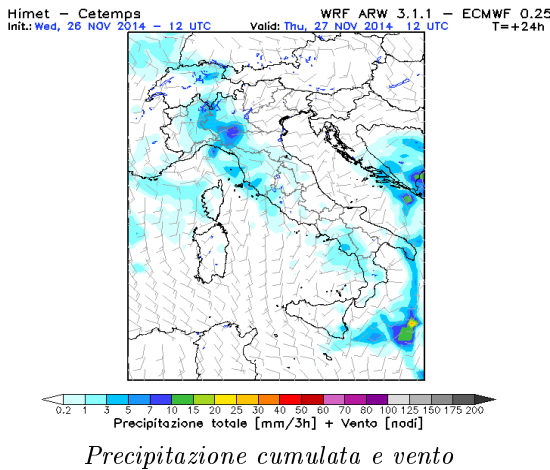 Himet – Cetemps WRF ARW 3.1.1 – ECMWF 0.25
Init.: Wed, 26 NOV 2014 – 12 UTC Valid: Thu, 27 NOV 2014 12 UTC T=+24h
0.2 1 3 5 7 10 15 20 25 30 40 50 60 70 80 100 125 150 175 200
Precipitazione totale [mm/3h] + Vento [nodi]
Precipitazione cumulata e vento